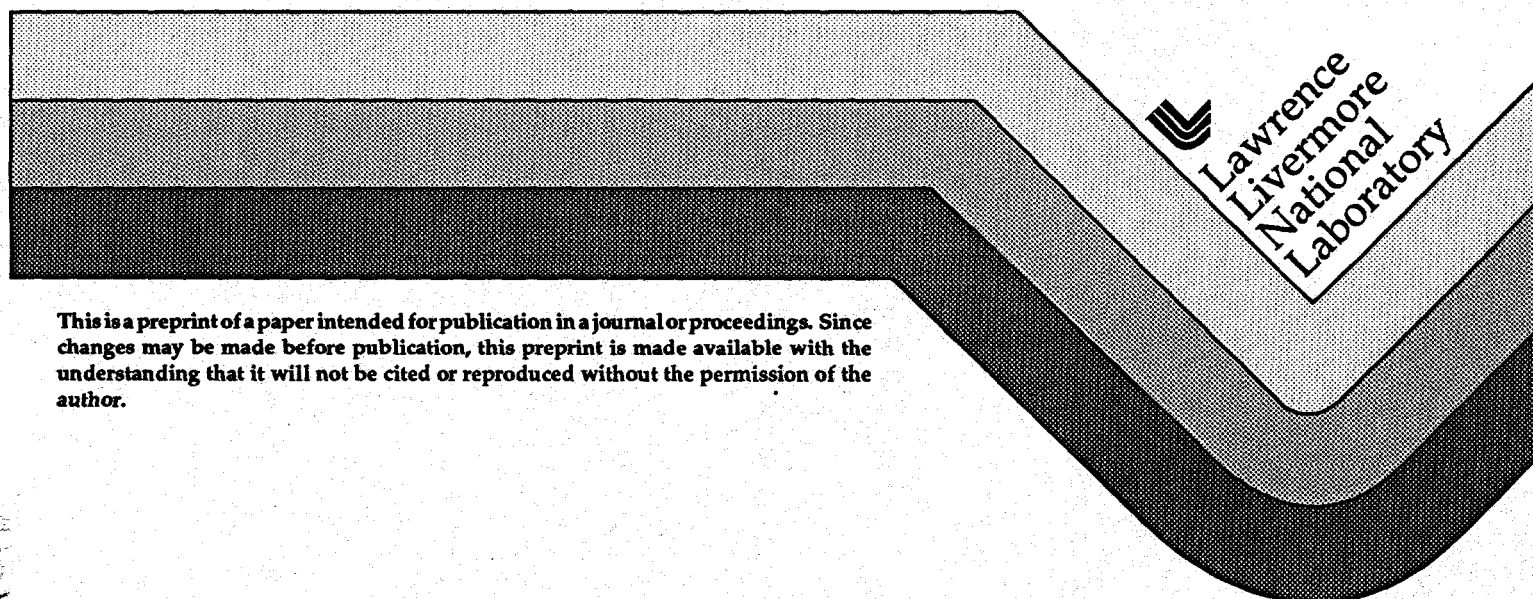 Lawrence
Livermore
National
Laboratory
This is a preprint of a paper intended for publication in a journal or proceedings. Since
changes may be made before publication, this preprint is made available with the
understanding that it will not be cited or reproduced without the permission of the
author.